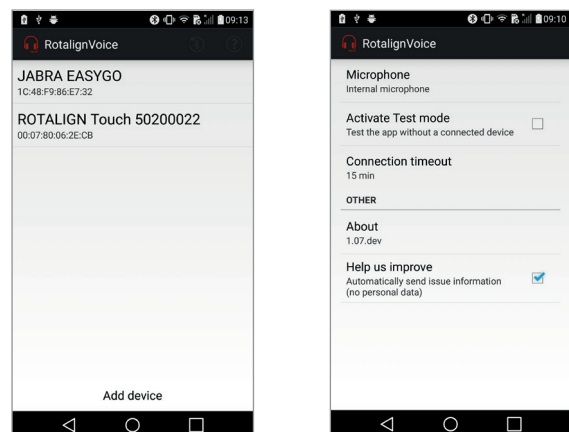 09:13
RotalignVoice
JABRA EASYGO
1C:48:F9:86:E7:32
ROTALIGN Touch 50200022
00:07:80:06:2E:CB
Add device
09:10
RotalignVoice
Microphone
Internal microphone
Activate Test mode
Test the app without a connected device
Connection timeout
15 min
OTHER
About
1.07.dev
Help us improve
Automatically send issue information
(no personal data)